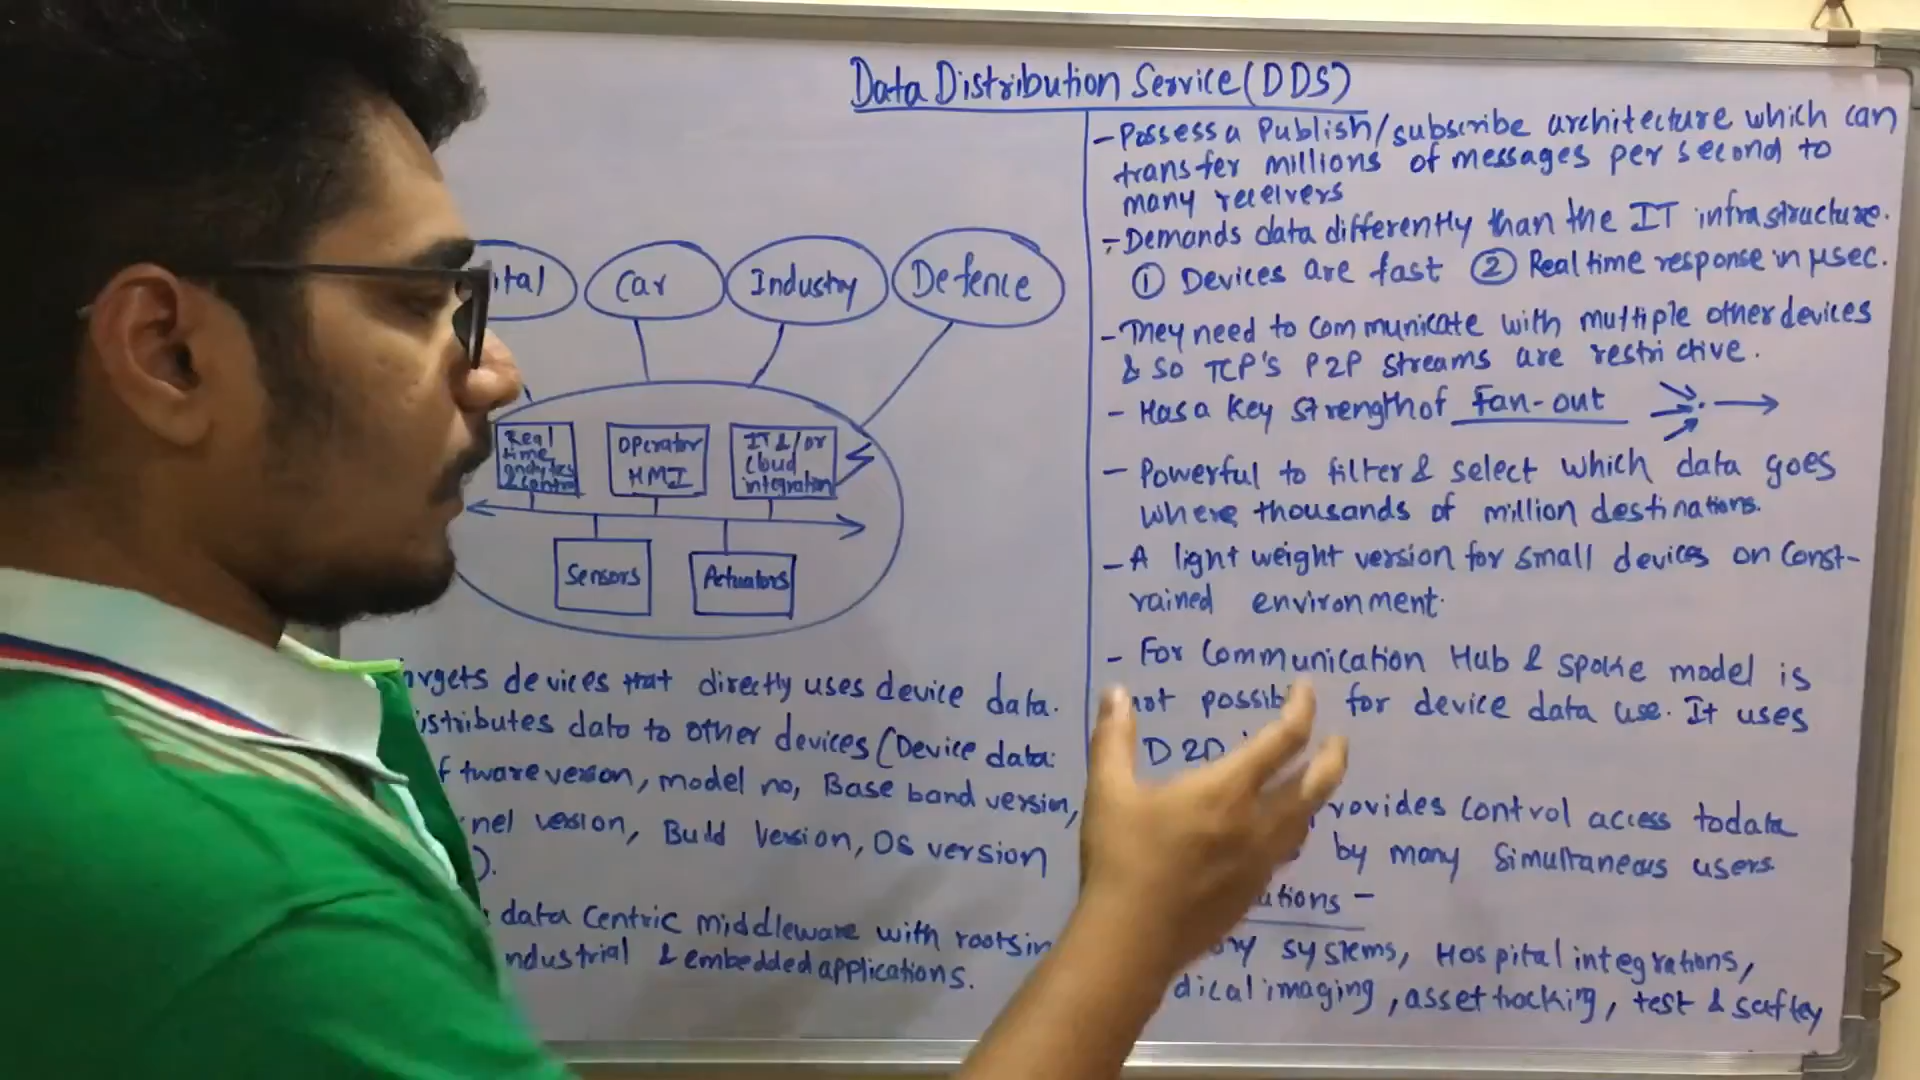 Data Distribution Service (DDS)
ital
Car
Industry
Defence
Real
time
analytics
& control
Operator
HMI
IT & /or
cloud
integration
Sensors
Actuators
argets devices that directly uses device data.
istributes data to other devices (Device data:
ftware version, model no, Base band version,
nel version, Build Version, OS version
).
data Centric middleware with roots in
ndustrial & embedded applications.
- Possess a Publish/subscribe architecture which can
transfer millions of messages per second to
many receivers
- Demands data differently than the IT infrastructure.
① Devices are fast ② Real time response in μsec.
- They need to communicate with multiple other devices
& so TCP's P2P streams are restrictive.
- Has a key strength of Fan-out
- Powerful to filter & select which data goes
where, thousands of million destinations.
- A light weight version for small devices on const-
rained environment.
- For Communication Hub & spoke model is
not possib for device data use. It uses
D2D
rovides control access to data
by many simultaneous users.
utions -
ory systems, Hospital integrations,
dical imaging, asset tracking, test & saftey